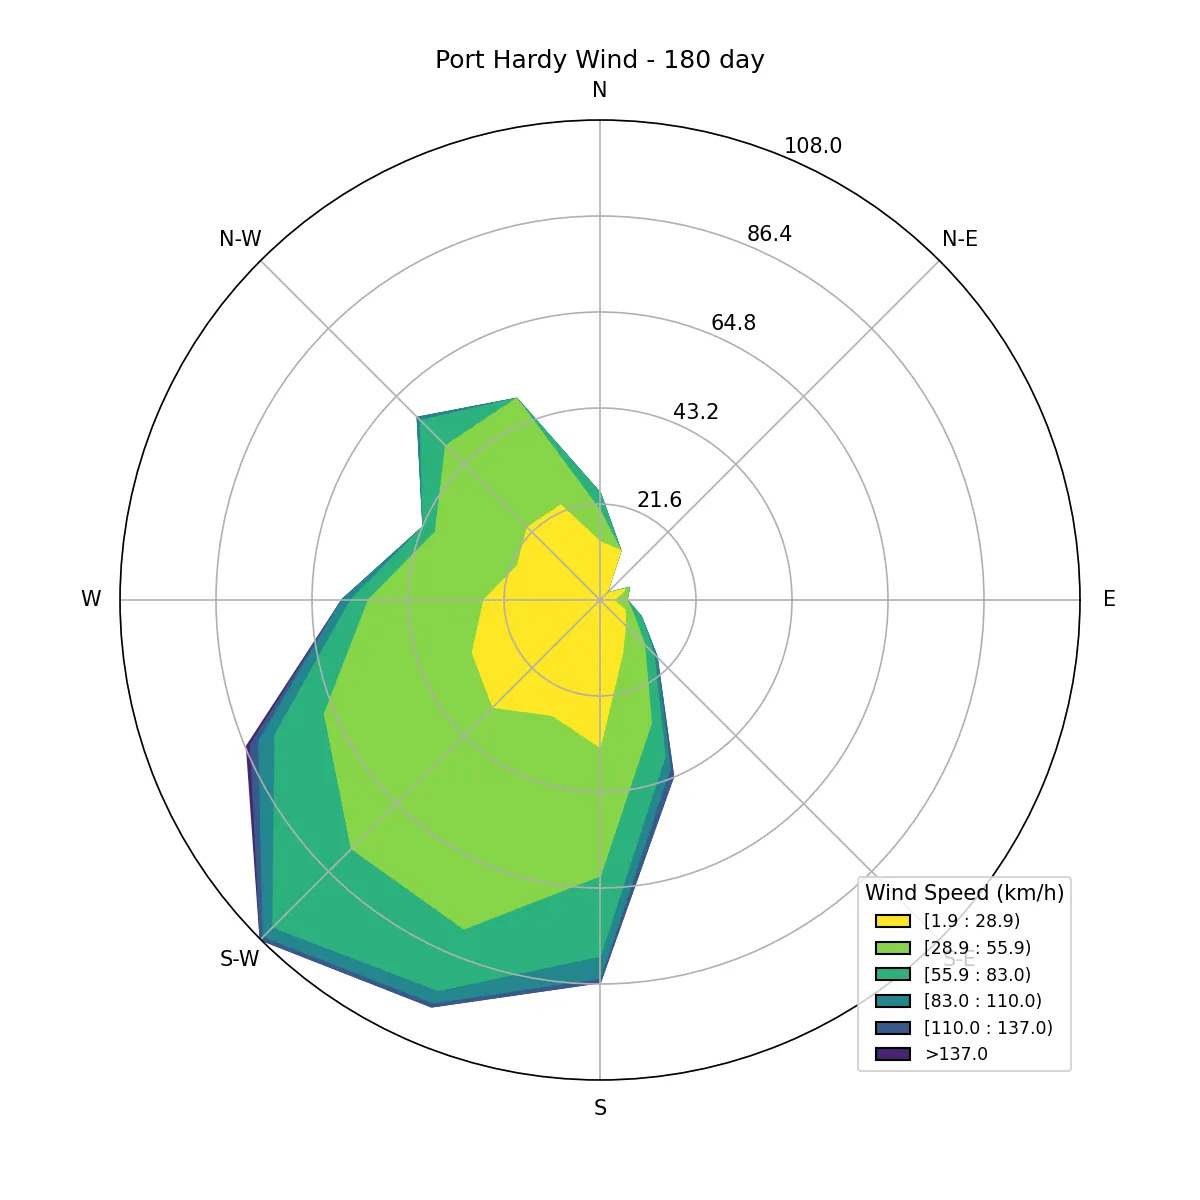 Port Hardy Wind - 180 day
N
108.0
86.4
N-W
N-E
64.8
43.2
21.6
W
E
Wind Speed (km/h)
[1.9 : 28.9)
[28.9 : 55.9)
S-W
S-E
[55.9 : 83.0)
[83.0 : 110.0)
[110.0 : 137.0)
>137.0
S